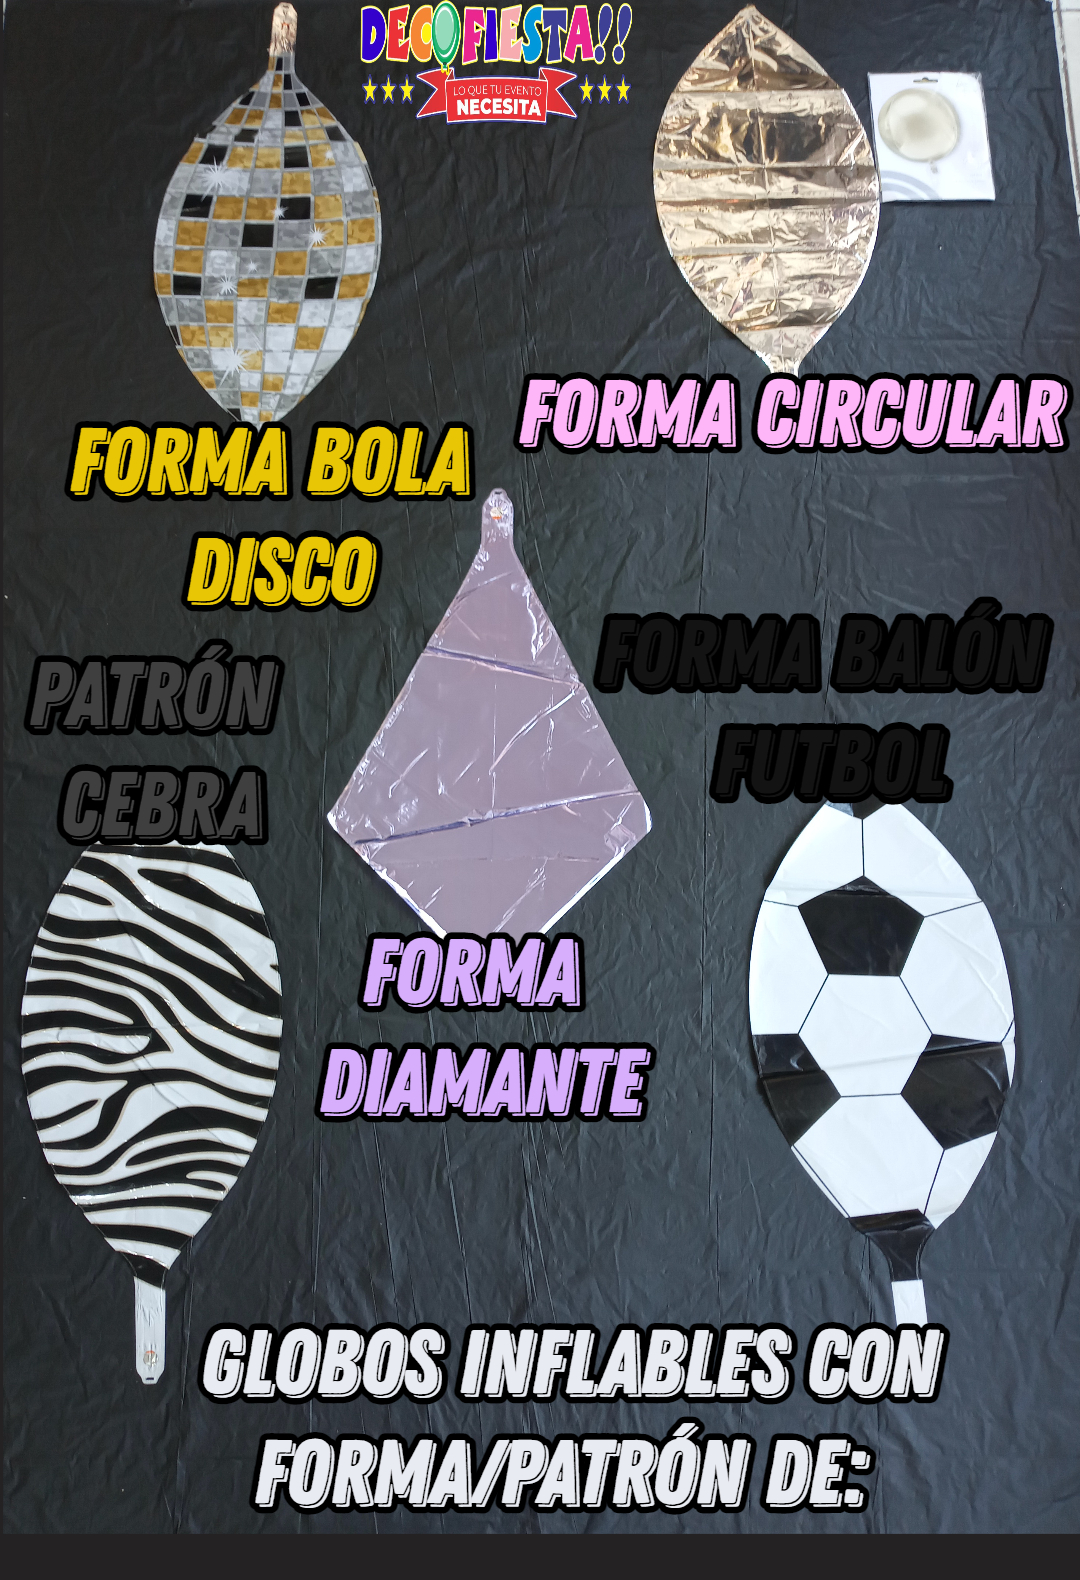 DECOFIESTA!!
LO QUE TU EVENTO
NECESITA
FORMA CIRCULAR
FORMA BOLA
DISCO
FORMA BALÓN
FUTBOL
PATRÓN
CEBRA
FORMA
DIAMANTE
GLOBOS INFLABLES CON
FORMA/PATRÓN DE: